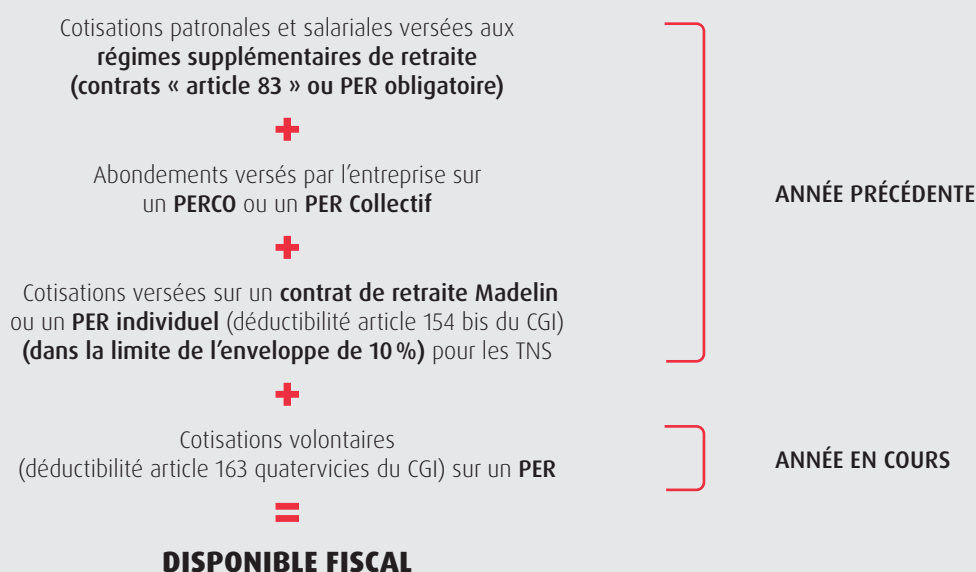 Cotisations patronales et salariales versées aux
régimes supplémentaires de retraite
(contrats « article 83 » ou PER obligatoire)
+
Abondements versés par l’entreprise sur
un PERCO ou un PER Collectif
+
ANNÉE PRÉCÉDENTE
Cotisations versées sur un contrat de retraite Madelin
ou un PER individuel (déductibilité article 154 bis du CGI)
(dans la limite de l’enveloppe de 10 %) pour les TNS
+
Cotisations volontaires
(déductibilité article 163 quatervicies du CGI) sur un PER
ANNÉE EN COURS
=
DISPONIBLE FISCAL